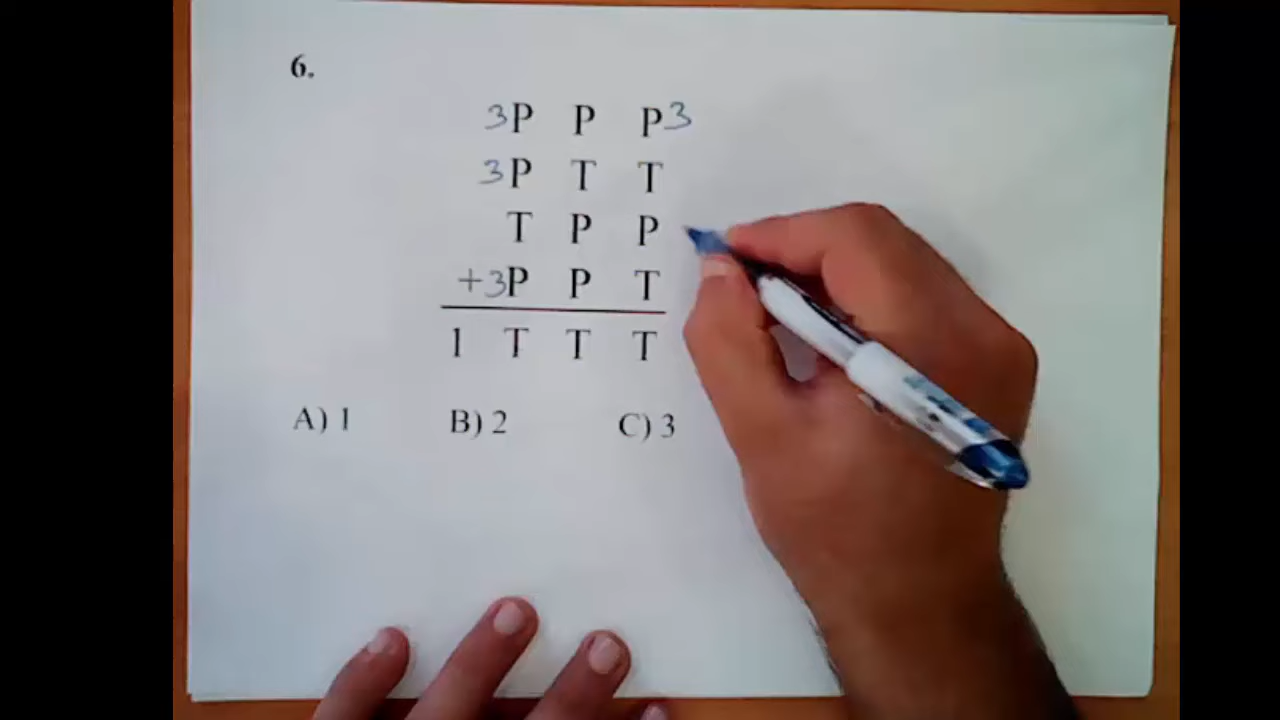 6.
3P P P3
3P T T
T P P
+3P P T
1 T T T
A) 1 B) 2 C) 3